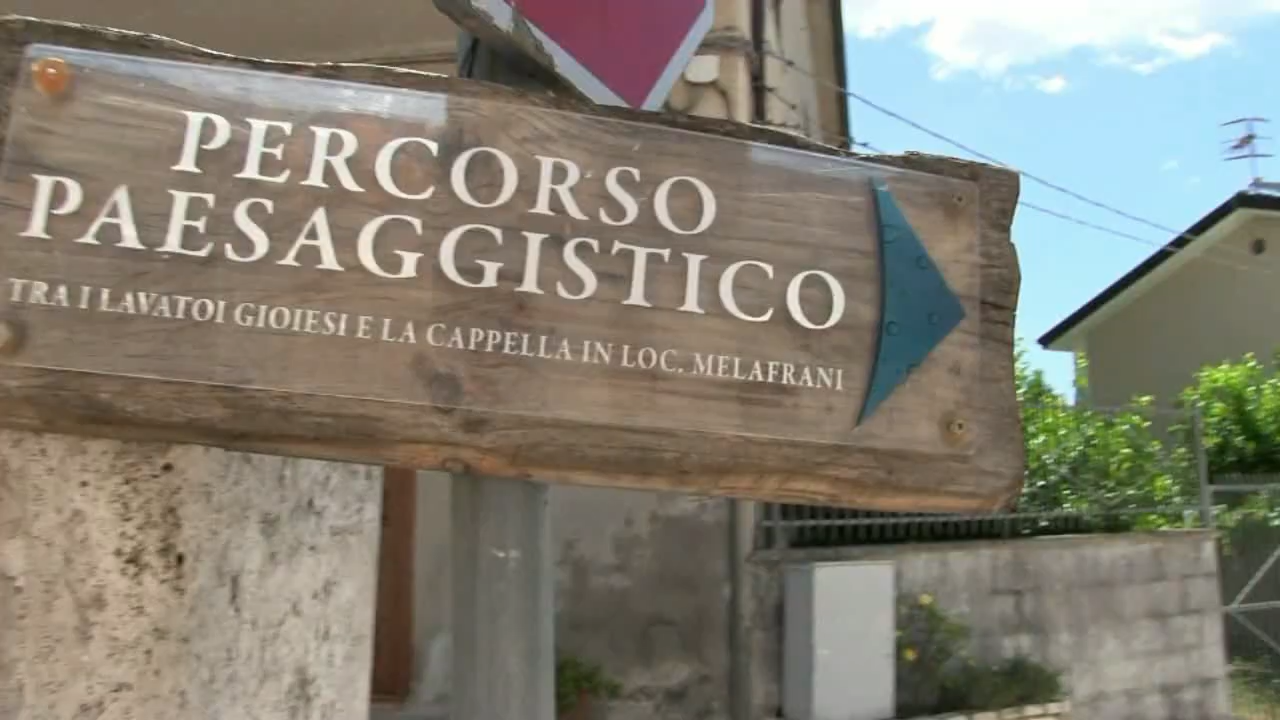 PERCORSO
PAESAGGISTICO
TRA I LAVATOI GIOIESI E LA CAPPELLA IN LOC. MELAFRANI